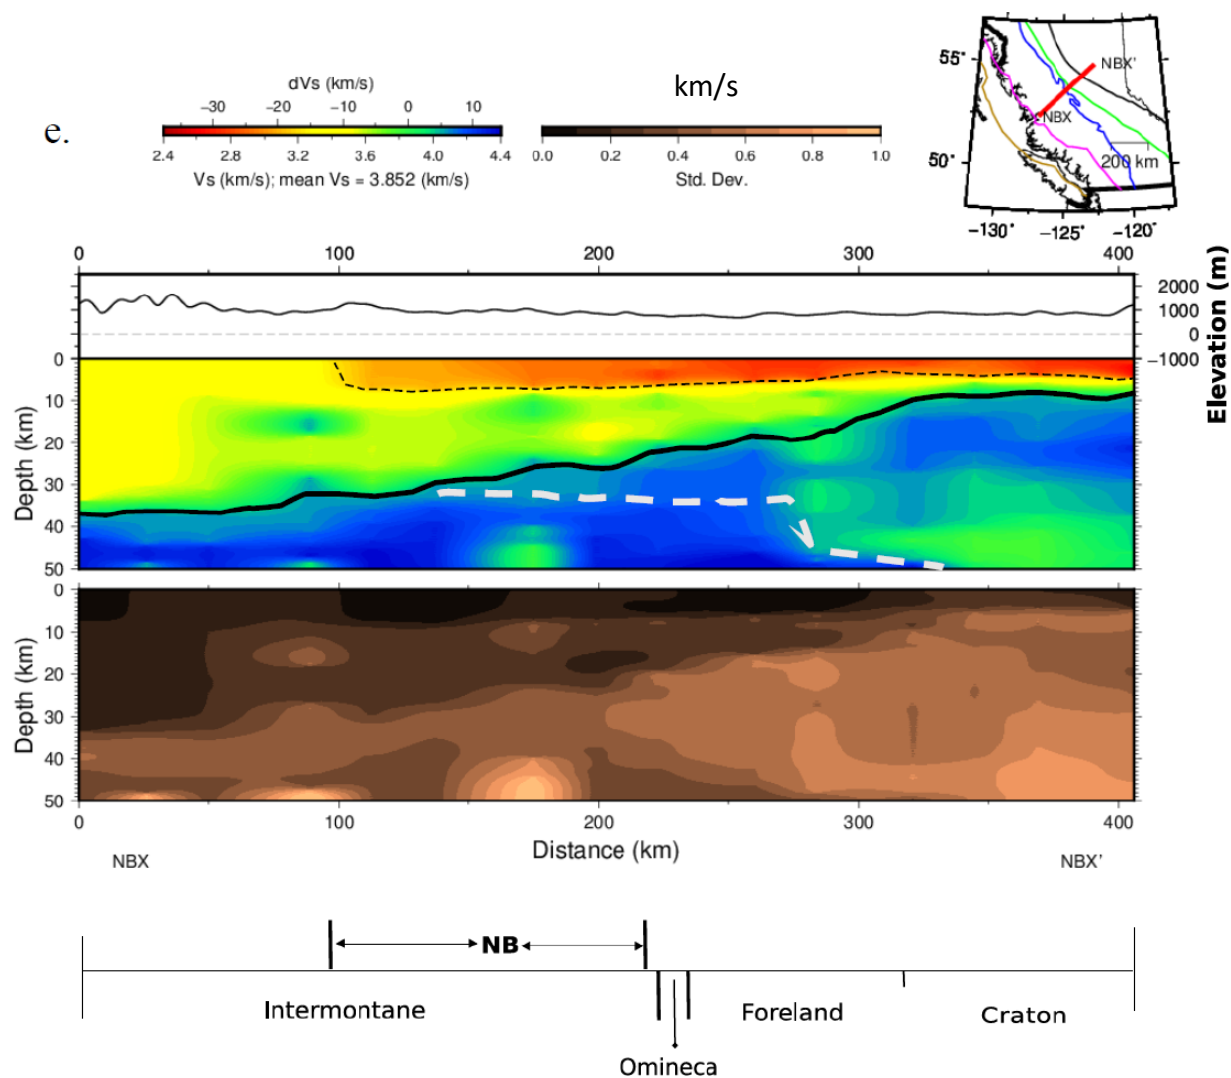 e.
dVs (km/s)
−30 −20 −10 0 10
2.4 2.8 3.2 3.6 4.0 4.4
Vs (km/s); mean Vs = 3.852 (km/s)
km/s
0.0 0.2 0.4 0.6 0.8 1.0
Std. Dev.
55°
50°
NBX'
NBX
200 km
−130° −125° −120°
0 100 200 300 400
2000
1000
0
−1000
Elevation (m)
0
10
20
30
40
50
Depth (km)
0
10
20
30
40
50
Depth (km)
0 100 200 300 400
Distance (km)
NBX NBX'
NB
Intermontane Foreland Craton
Omineca